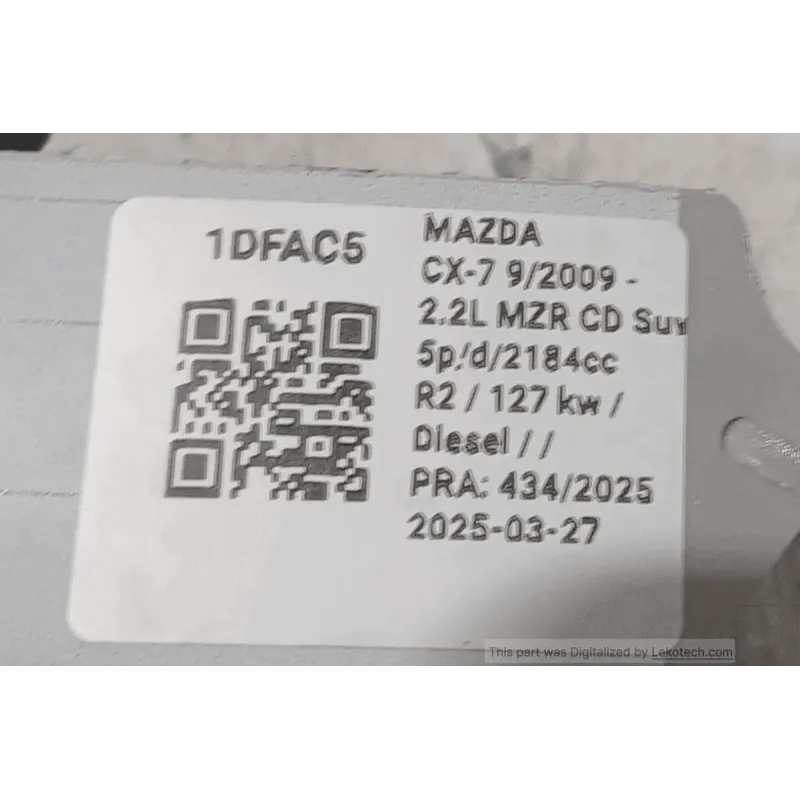 1DFAC5
MAZDA
CX-7 9/2009 -
2.2L MZR CD Suv
5p/d/2184cc
R2 / 127 kw /
Diesel / /
PRA: 434/2025
2025-03-27
This part was Digitalized by Lekotech.com